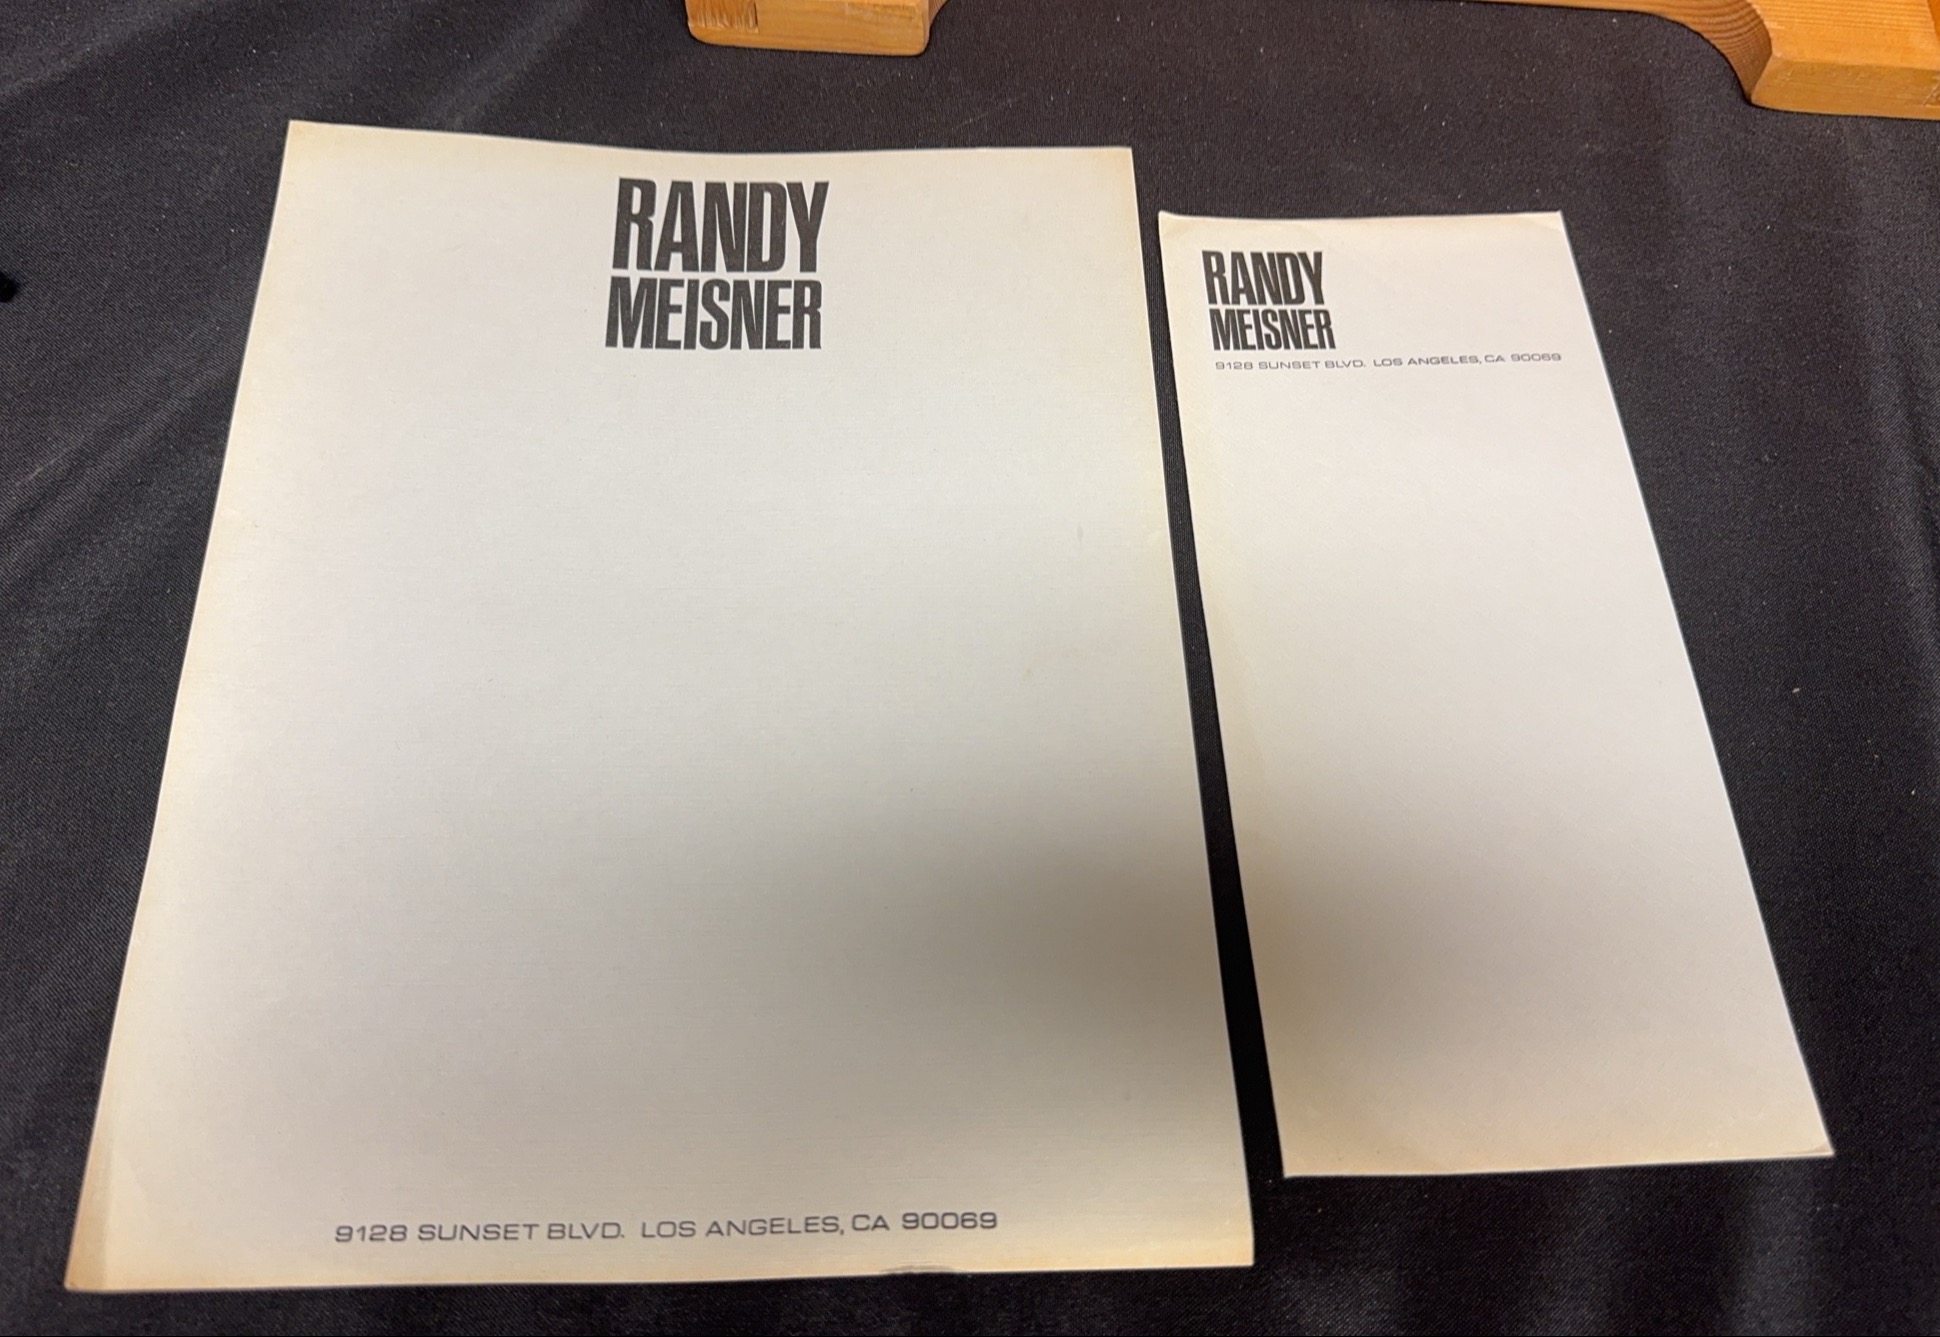 RANDY
MEISNER
9128 SUNSET BLVD. LOS ANGELES, CA 90069
RANDY
MEISNER
9128 SUNSET BLVD. LOS ANGELES, CA 90069